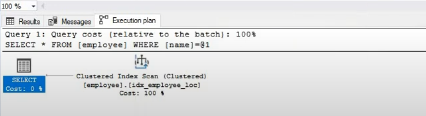 100 %
Results Messages Execution plan
Query 1: Query cost (relative to the batch): 100%
SELECT * FROM [employee] WHERE [name]=@1
SELECT
Cost: 0 %
Clustered Index Scan (Clustered)
[employee].[idx_employee_loc]
Cost: 100 %